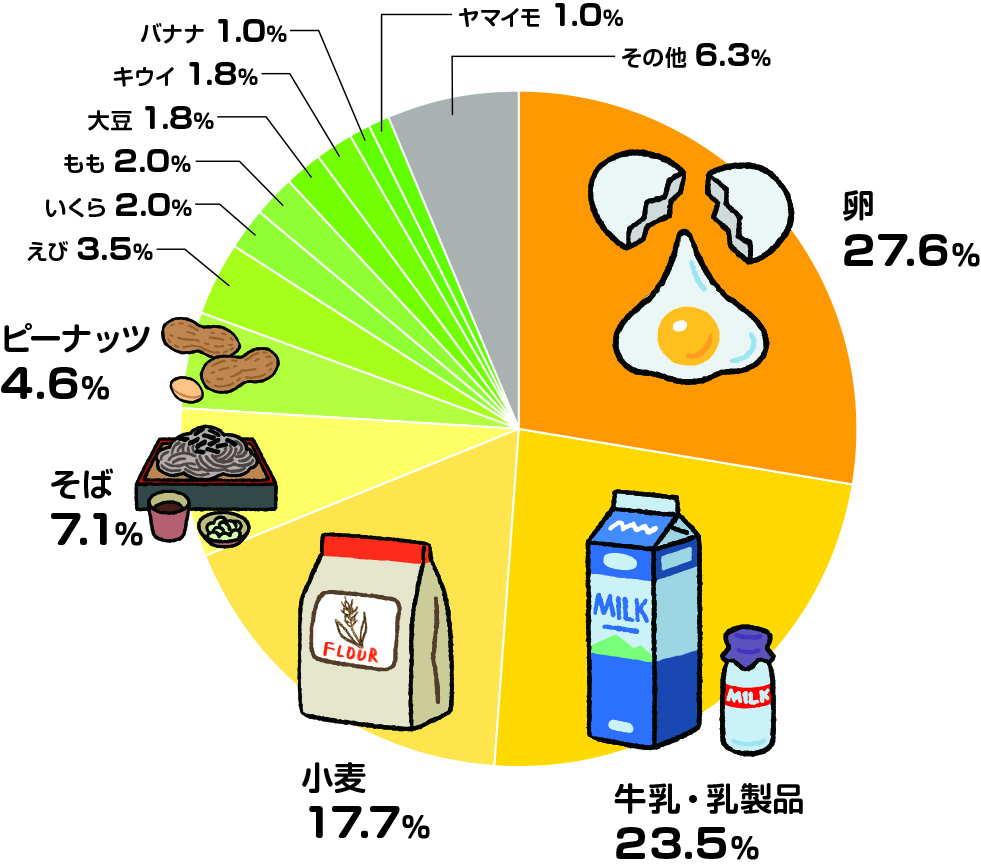 ヤマイモ 1.0%
その他 6.3%
バナナ 1.0%
キウイ 1.8%
大豆 1.8%
もも 2.0%
いくら 2.0%
えび 3.5%
ピーナッツ
4.6%
そば
7.1%
小麦
17.7%
牛乳・乳製品
23.5%
卵
27.6%
FLOUR
MILK
MILK